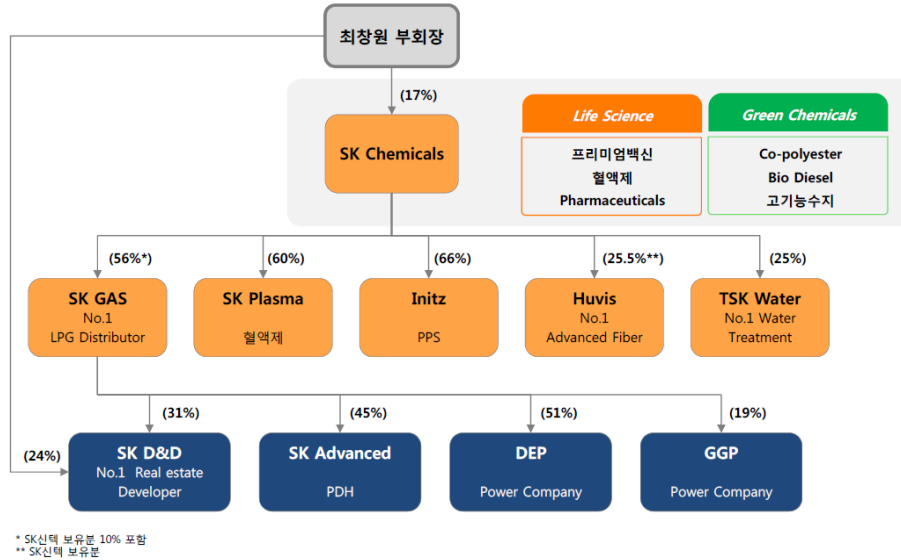 최창원 부회장
(17%)
SK Chemicals
Life Science
프리미엄백신
혈액제
Pharmaceuticals
Green Chemicals
Co-polyester
Bio Diesel
고기능수지
(56%*)
(60%)
(66%)
(25.5%**)
(25%)
SK GAS
No.1
LPG Distributor
SK Plasma
혈액제
Initz
PPS
Huvis
No.1
Advanced Fiber
TSK Water
No.1 Water
Treatment
(31%)
(45%)
(51%)
(19%)
(24%)
SK D&D
No.1 Real estate
Developer
SK Advanced
PDH
DEP
Power Company
GGP
Power Company
* SK신텍 보유분 10% 포함
** SK신텍 보유분